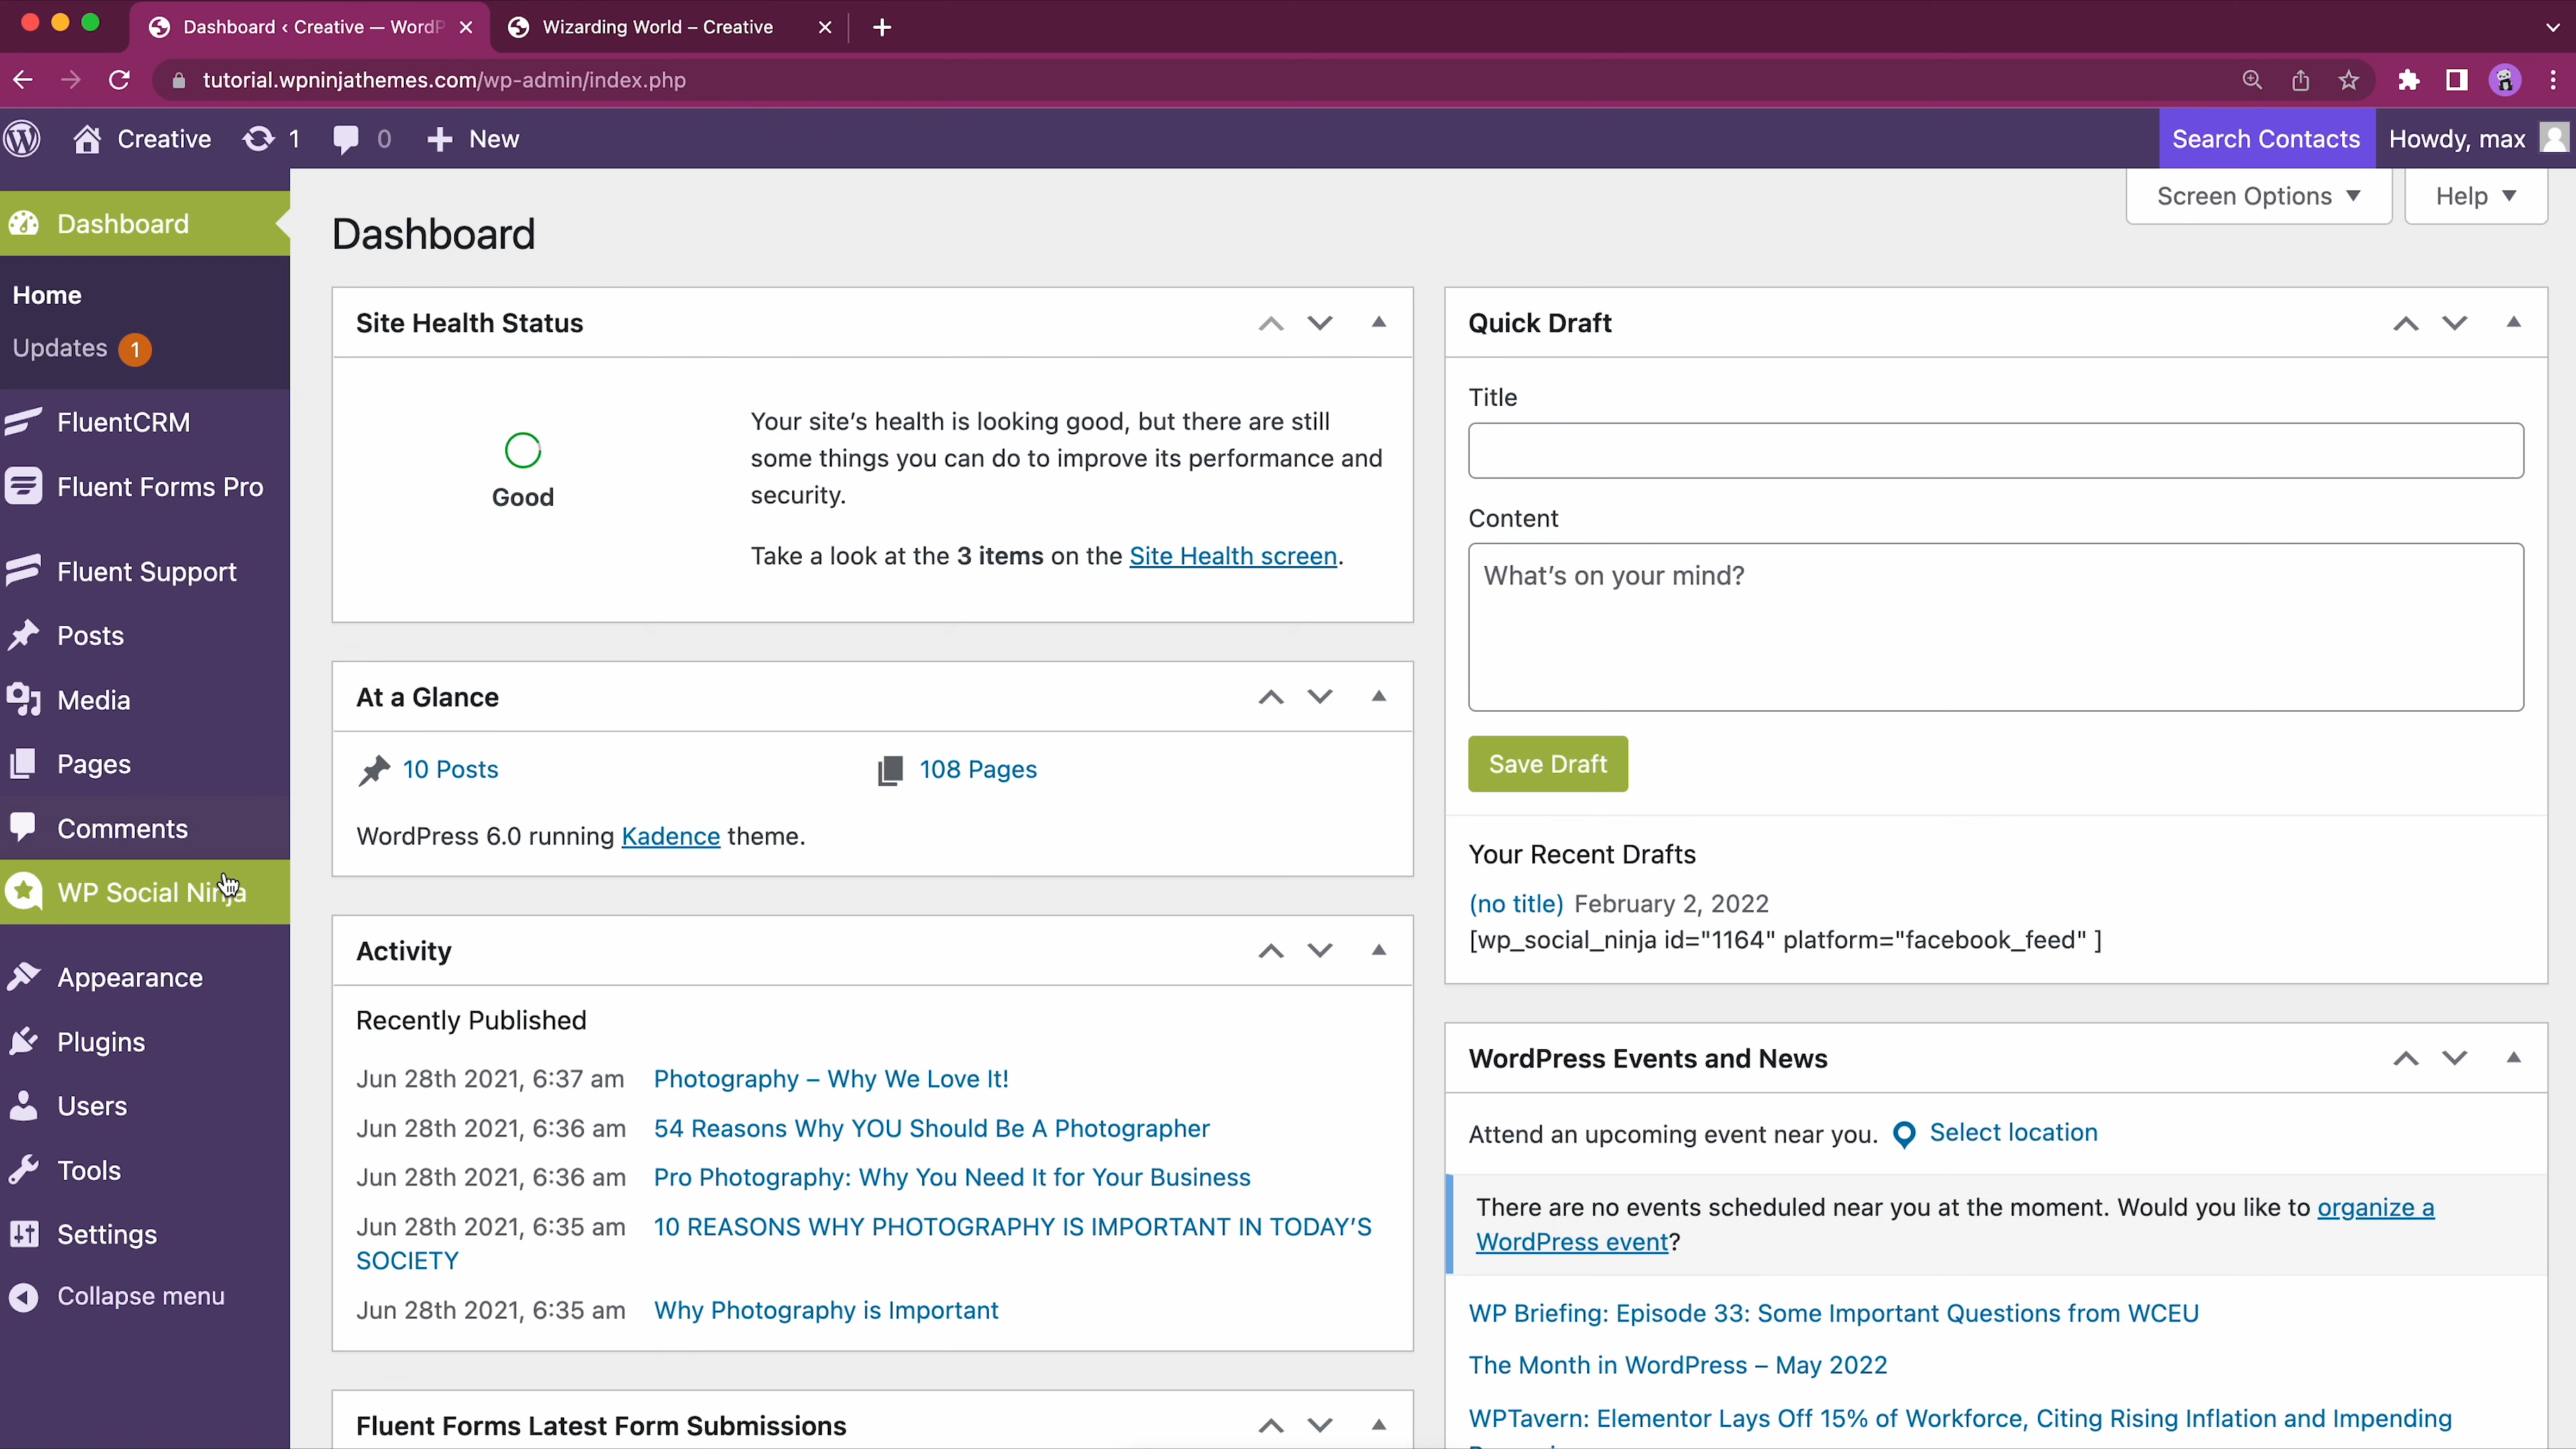 Dashboard ‹ Creative — WordP
Wizarding World – Creative
tutorial.wpninjathemes.com/wp-admin/index.php
Creative
1
0
New
Search Contacts
Howdy, max
Dashboard
Home
Updates 1
FluentCRM
Fluent Forms Pro
Fluent Support
Posts
Media
Pages
Comments
WP Social Ninja
Appearance
Plugins
Users
Tools
Settings
Collapse menu
Screen Options
Help
Dashboard
Site Health Status
Good
Your site's health is looking good, but there are still
some things you can do to improve its performance and
security.
Take a look at the 3 items on the Site Health screen.
At a Glance
10 Posts
108 Pages
WordPress 6.0 running Kadence theme.
Activity
Recently Published
Jun 28th 2021, 6:37 am Photography – Why We Love It!
Jun 28th 2021, 6:36 am 54 Reasons Why YOU Should Be A Photographer
Jun 28th 2021, 6:36 am Pro Photography: Why You Need It for Your Business
Jun 28th 2021, 6:35 am 10 REASONS WHY PHOTOGRAPHY IS IMPORTANT IN TODAY'S
SOCIETY
Jun 28th 2021, 6:35 am Why Photography is Important
Fluent Forms Latest Form Submissions
Quick Draft
Title
Content
What's on your mind?
Save Draft
Your Recent Drafts
(no title) February 2, 2022
[wp_social_ninja id="1164" platform="facebook_feed" ]
WordPress Events and News
Attend an upcoming event near you. Select location
There are no events scheduled near you at the moment. Would you like to organize a
WordPress event?
WP Briefing: Episode 33: Some Important Questions from WCEU
The Month in WordPress – May 2022
WPTavern: Elementor Lays Off 15% of Workforce, Citing Rising Inflation and Impending